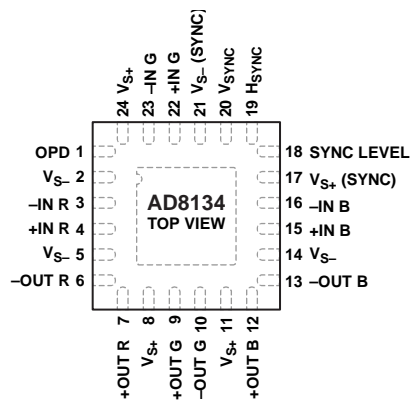 24 VS+
23 –IN G
22 +IN G
21 VS– (SYNC)
20 VSYNC
19 HSYNC
OPD 1
VS– 2
–IN R 3
+IN R 4
VS– 5
–OUT R 6
AD8134
TOP VIEW
18 SYNC LEVEL
17 VS+ (SYNC)
16 –IN B
15 +IN B
14 VS–
13 –OUT B
+OUT R 7
VS+ 8
+OUT G 9
–OUT G 10
VS+ 11
+OUT B 12